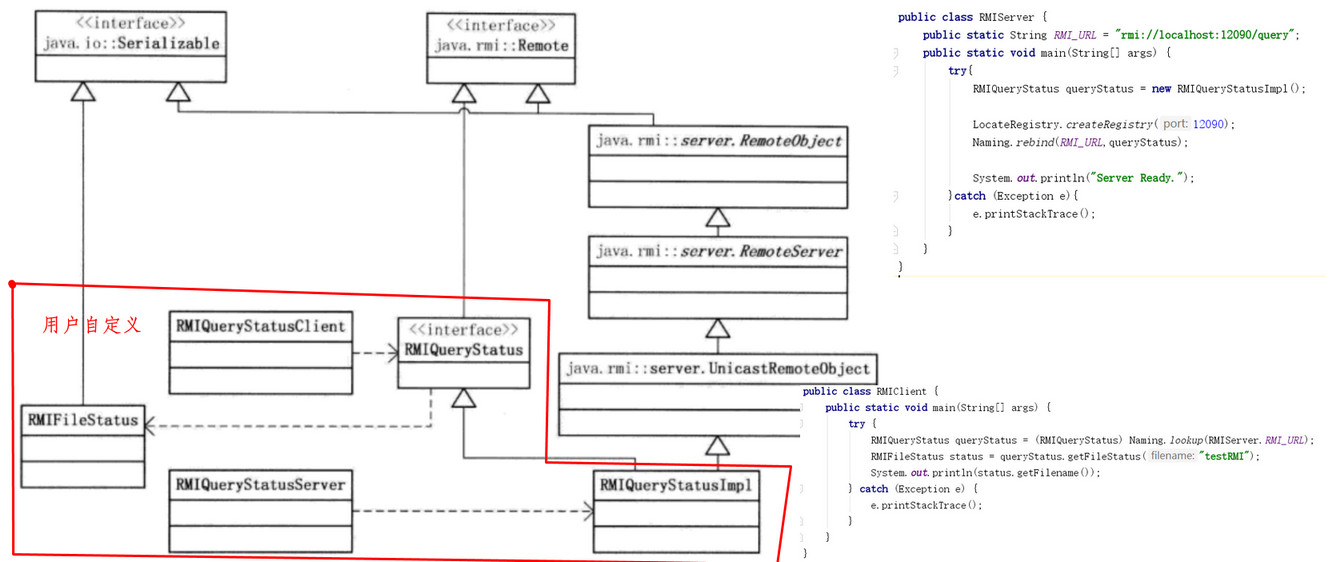 <<interface>>
java.io::Serializable
<<interface>>
java.rmi::Remote
java.rmi::server.RemoteObject
java.rmi::server.RemoteServer
java.rmi::server.UnicastRemoteObject
用户自定义
RMIQueryStatusClient
<<interface>>
RMIQueryStatus
RMIFileStatus
RMIQueryStatusServer
RMIQueryStatusImpl
public class RMIServer {
public static String RMI_URL = "rmi://localhost:12090/query";
public static void main(String[] args) {
try{
RMIQueryStatus queryStatus = new RMIQueryStatusImpl();
LocateRegistry.createRegistry( port: 12090);
Naming.rebind(RMI_URL,queryStatus);
System.out.println("Server Ready.");
}catch (Exception e){
e.printStackTrace();
}
}
}
public class RMIClient {
public static void main(String[] args) {
try {
RMIQueryStatus queryStatus = (RMIQueryStatus) Naming.lookup(RMIServer.RMI_URL);
RMIFileStatus status = queryStatus.getFileStatus( filename: "testRMI");
System.out.println(status.getFilename());
} catch (Exception e) {
e.printStackTrace();
}
}
}